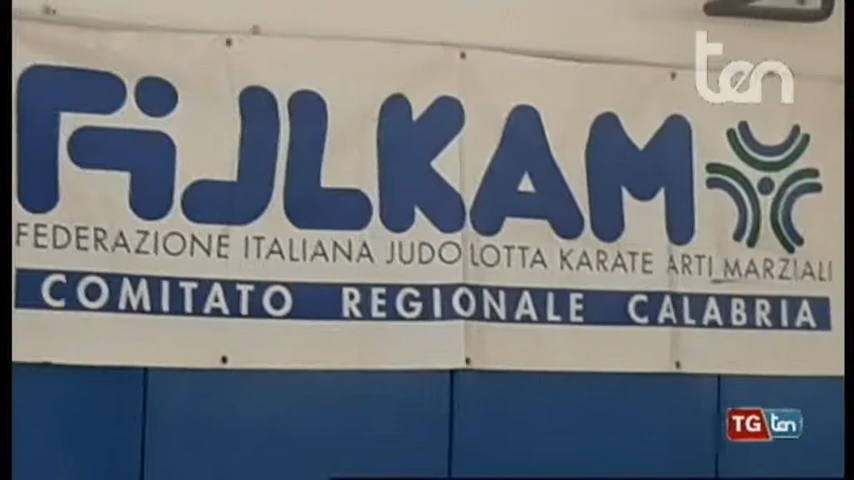 ten
FIJLKAM
FEDERAZIONE ITALIANA JUDO LOTTA KARATE ARTI MARZIALI
COMITATO REGIONALE CALABRIA
TG ten